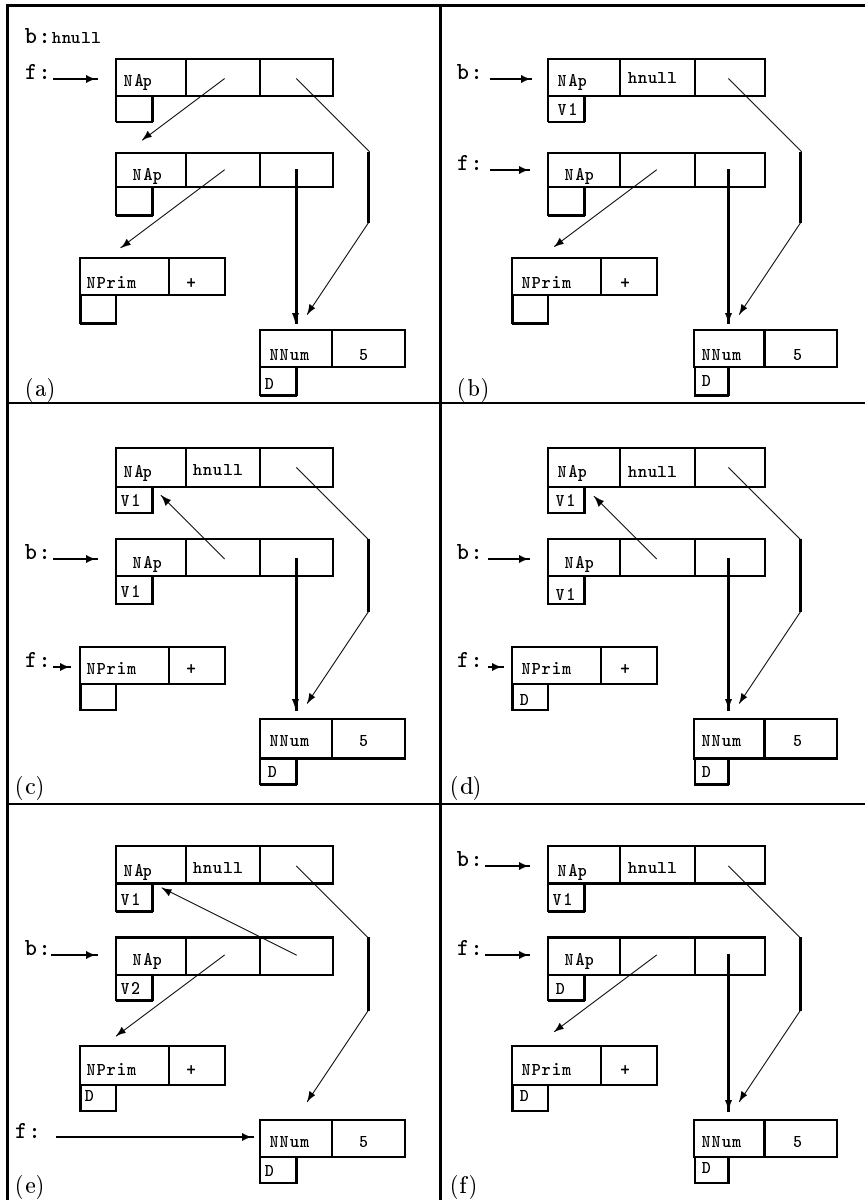 b:hnull
f:
NAp
NAp
NPrim +
NNum 5
D
(a)
b:
NAp hnull
V1
f:
NAp
NPrim +
NNum 5
D
(b)
NAp hnull
V1
b:
NAp
V1
f:
NPrim +
NNum 5
D
(c)
NAp hnull
V1
b:
NAp
V1
f:
NPrim +
D
NNum 5
D
(d)
NAp hnull
V1
b:
NAp
V2
NPrim +
D
f:
NNum 5
D
(e)
b:
NAp hnull
V1
f:
NAp
D
NPrim +
D
NNum 5
D
(f)